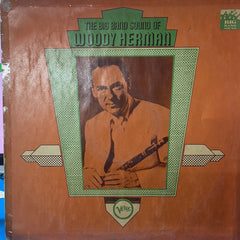 THE BIG BAND SOUND OF
WOODY HERMAN
Verve